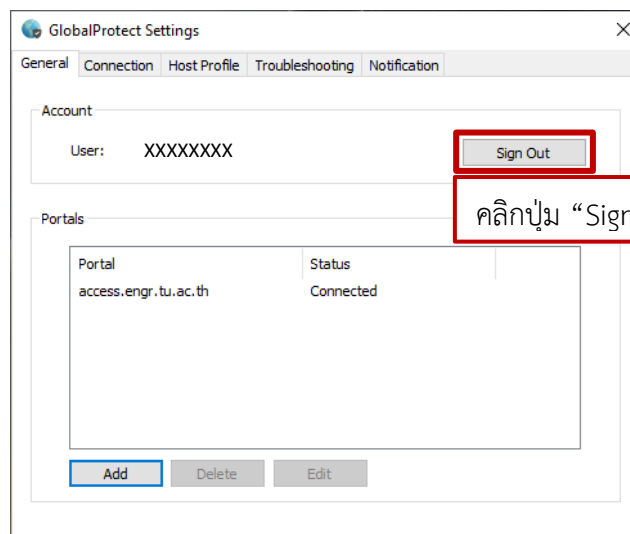 GlobalProtect Settings
General Connection Host Profile Troubleshooting Notification
Account
User: XXXXXXXX
Sign Out
คลิกปุ่ม “Sign
Portals
Portal Status
access.engr.tu.ac.th Connected
Add Delete Edit